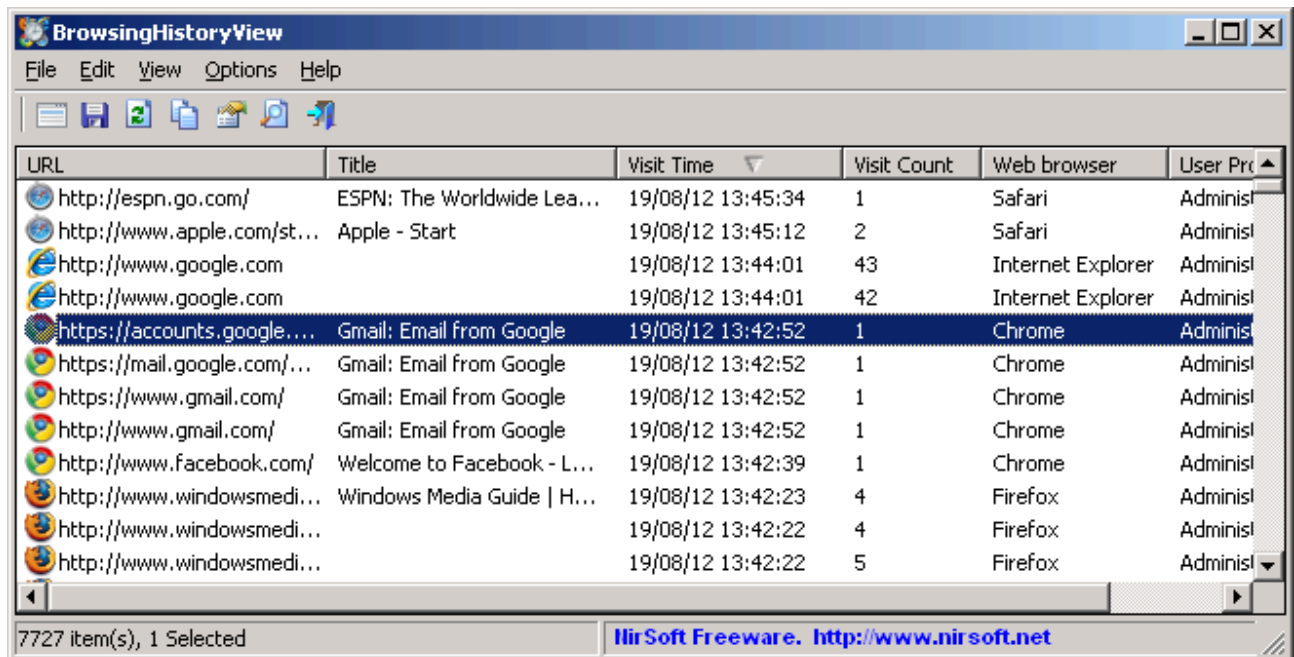 BrowsingHistoryView
File Edit View Options Help
URL Title Visit Time Visit Count Web browser User Pro
http://espn.go.com/ ESPN: The Worldwide Lea... 19/08/12 13:45:34 1 Safari Administ
http://www.apple.com/st... Apple - Start 19/08/12 13:45:12 2 Safari Administ
http://www.google.com 19/08/12 13:44:01 43 Internet Explorer Administ
http://www.google.com 19/08/12 13:44:01 42 Internet Explorer Administ
https://accounts.google.... Gmail: Email from Google 19/08/12 13:42:52 1 Chrome Administ
https://mail.google.com/... Gmail: Email from Google 19/08/12 13:42:52 1 Chrome Administ
https://www.gmail.com/ Gmail: Email from Google 19/08/12 13:42:52 1 Chrome Administ
http://www.gmail.com/ Gmail: Email from Google 19/08/12 13:42:52 1 Chrome Administ
http://www.facebook.com/ Welcome to Facebook - L... 19/08/12 13:42:39 1 Chrome Administ
http://www.windowsmedi... Windows Media Guide | H... 19/08/12 13:42:23 4 Firefox Administ
http://www.windowsmedi... 19/08/12 13:42:22 4 Firefox Administ
http://www.windowsmedi... 19/08/12 13:42:22 5 Firefox Administ
7727 item(s), 1 Selected NirSoft Freeware. http://www.nirsoft.net